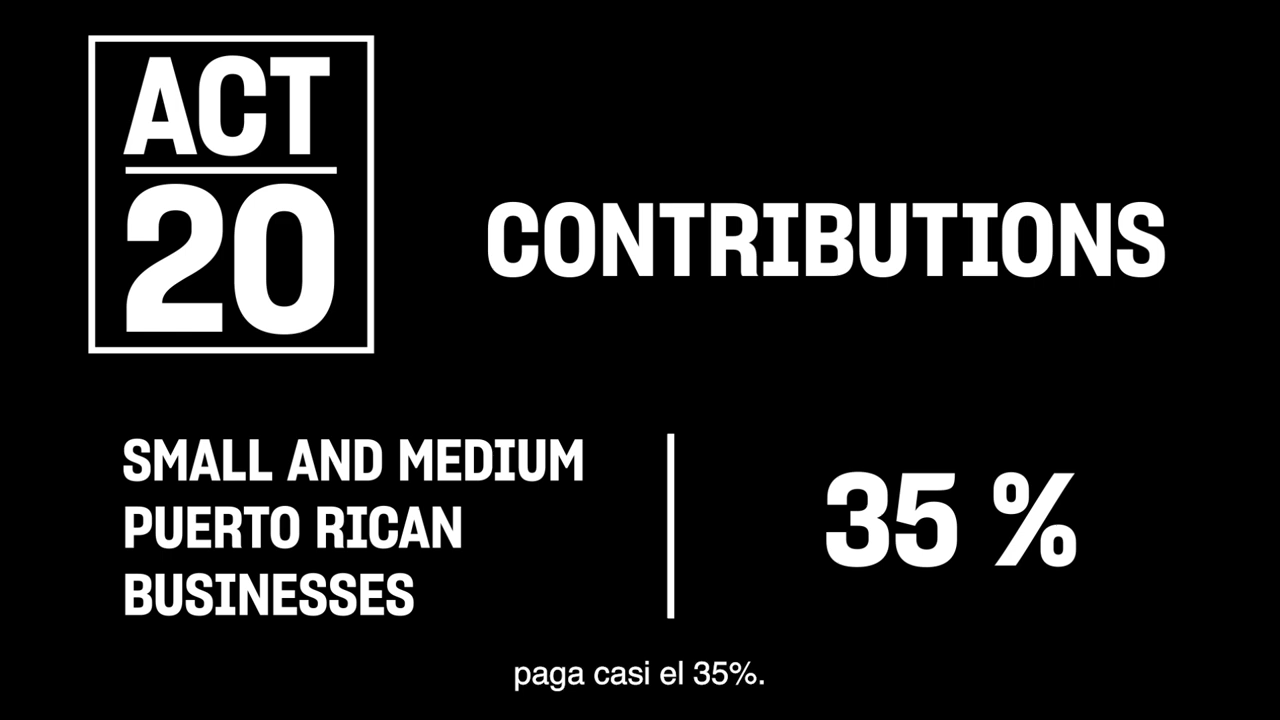 ACT
20
CONTRIBUTIONS
SMALL AND MEDIUM
PUERTO RICAN
BUSINESSES
35 %
paga casi el 35%.